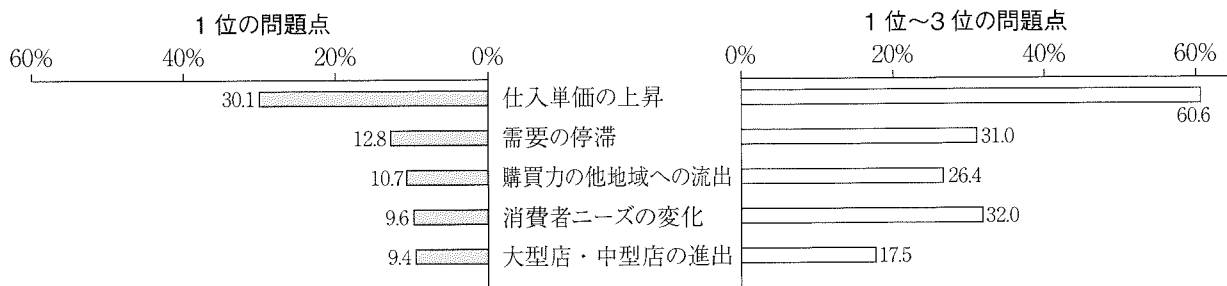 1位の問題点
1位～3位の問題点
60% 40% 20% 0%
0% 20% 40% 60%
30.1 仕入単価の上昇 60.6
12.8 需要の停滞 31.0
10.7 購買力の他地域への流出 26.4
9.6 消費者ニーズの変化 32.0
9.4 大型店・中型店の進出 17.5